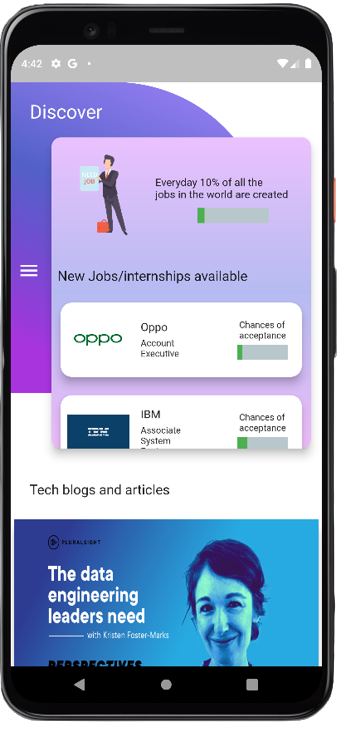 4:42
G
Discover
NEED
JOB
Everyday 10% of all the
jobs in the world are created
New Jobs/internships available
oppo
Oppo
Account
Executive
Chances of
acceptance
IBM
IBM
Associate
System
Chances of
acceptance
Tech blogs and articles
PLURALSIGHT
The data
engineering
leaders need
with Kristen Foster-Marks
PERSPECTIVES